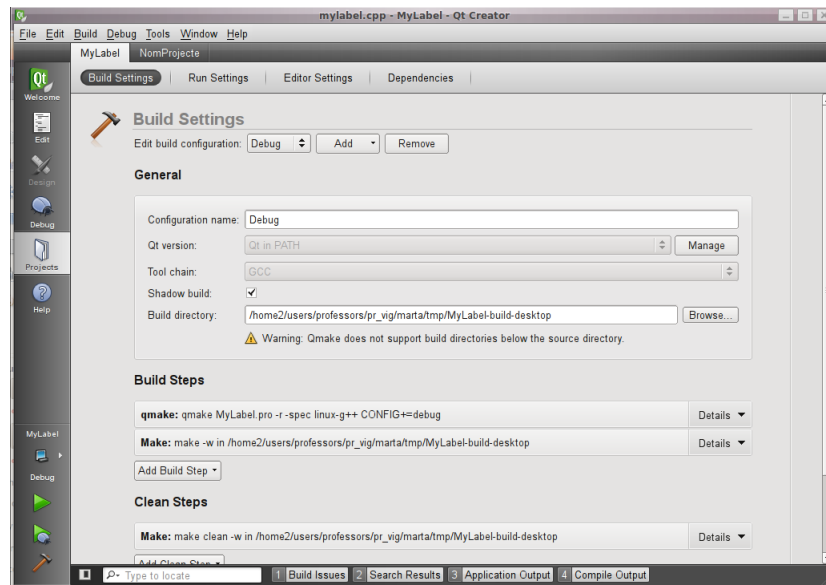 mylabel.cpp - MyLabel - Qt Creator
File Edit Build Debug Tools Window Help
MyLabel NomProjecte
Build Settings Run Settings Editor Settings Dependencies
Qt
Welcome
Edit
Design
Debug
Projects
Help
Build Settings
Edit build configuration: Debug Add Remove
General
Configuration name: Debug
Qt version: Qt in PATH Manage
Tool chain: GCC
Shadow build:
Build directory: /home2/users/professors/pr_vig/marta/tmp/MyLabel-build-desktop Browse...
Warning: Qmake does not support build directories below the source directory.
Build Steps
qmake: qmake MyLabel.pro -r -spec linux-g++ CONFIG+=debug Details
Make: make -w in /home2/users/professors/pr_vig/marta/tmp/MyLabel-build-desktop Details
Add Build Step
Clean Steps
Make: make clean -w in /home2/users/professors/pr_vig/marta/tmp/MyLabel-build-desktop Details
Add Clean Step
MyLabel
Debug
Type to locate 1 Build Issues 2 Search Results 3 Application Output 4 Compile Output